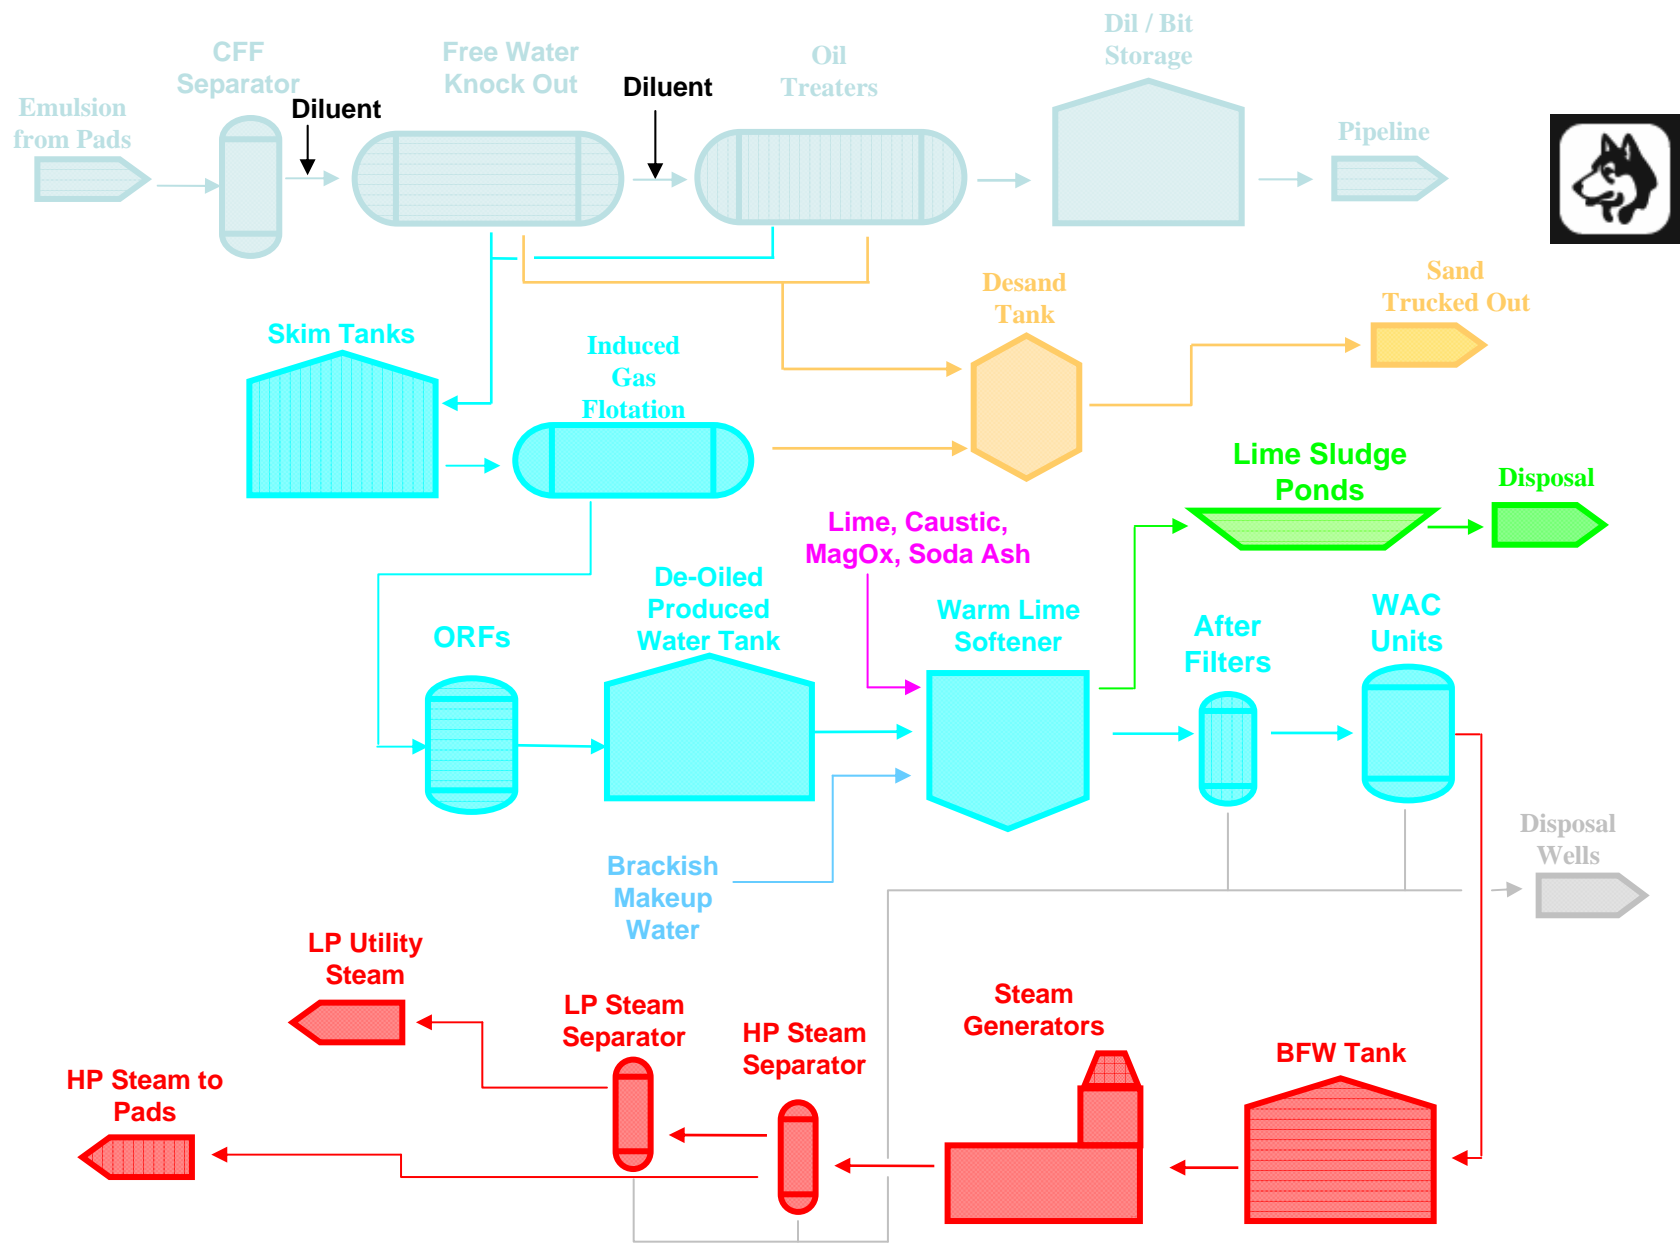 CFF
Separator
Free Water
Knock Out
Oil
Treaters
Dil / Bit
Storage
Emulsion
from Pads
Diluent
Diluent
Pipeline
Desand
Tank
Sand
Trucked Out
Skim Tanks
Induced
Gas
Flotation
Lime Sludge
Ponds
Disposal
Lime, Caustic,
MagOx, Soda Ash
De-Oiled
Produced
Water Tank
ORFs
Warm Lime
Softener
After
Filters
WAC
Units
Brackish
Makeup
Water
Disposal
Wells
LP Utility
Steam
LP Steam
Separator
HP Steam
Separator
Steam
Generators
BFW Tank
HP Steam to
Pads